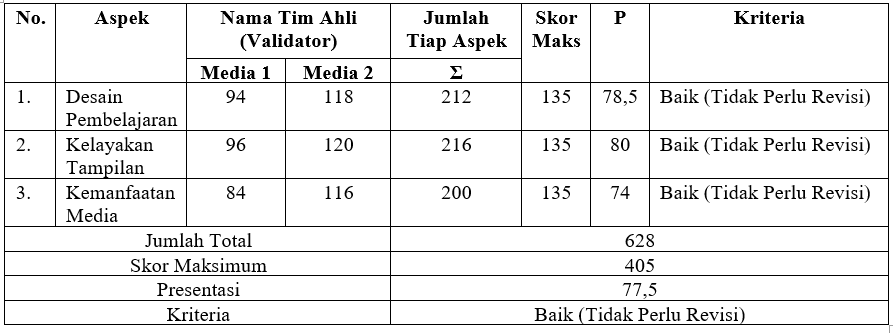 No. Aspek Nama Tim Ahli (Validator) Jumlah Tiap Aspek Skor Maks P Kriteria
Media 1 Media 2 Σ
1. Desain Pembelajaran 94 118 212 135 78,5 Baik (Tidak Perlu Revisi)
2. Kelayakan Tampilan 96 120 216 135 80 Baik (Tidak Perlu Revisi)
3. Kemanfaatan Media 84 116 200 135 74 Baik (Tidak Perlu Revisi)
Jumlah Total 628
Skor Maksimum 405
Presentasi 77,5
Kriteria Baik (Tidak Perlu Revisi)